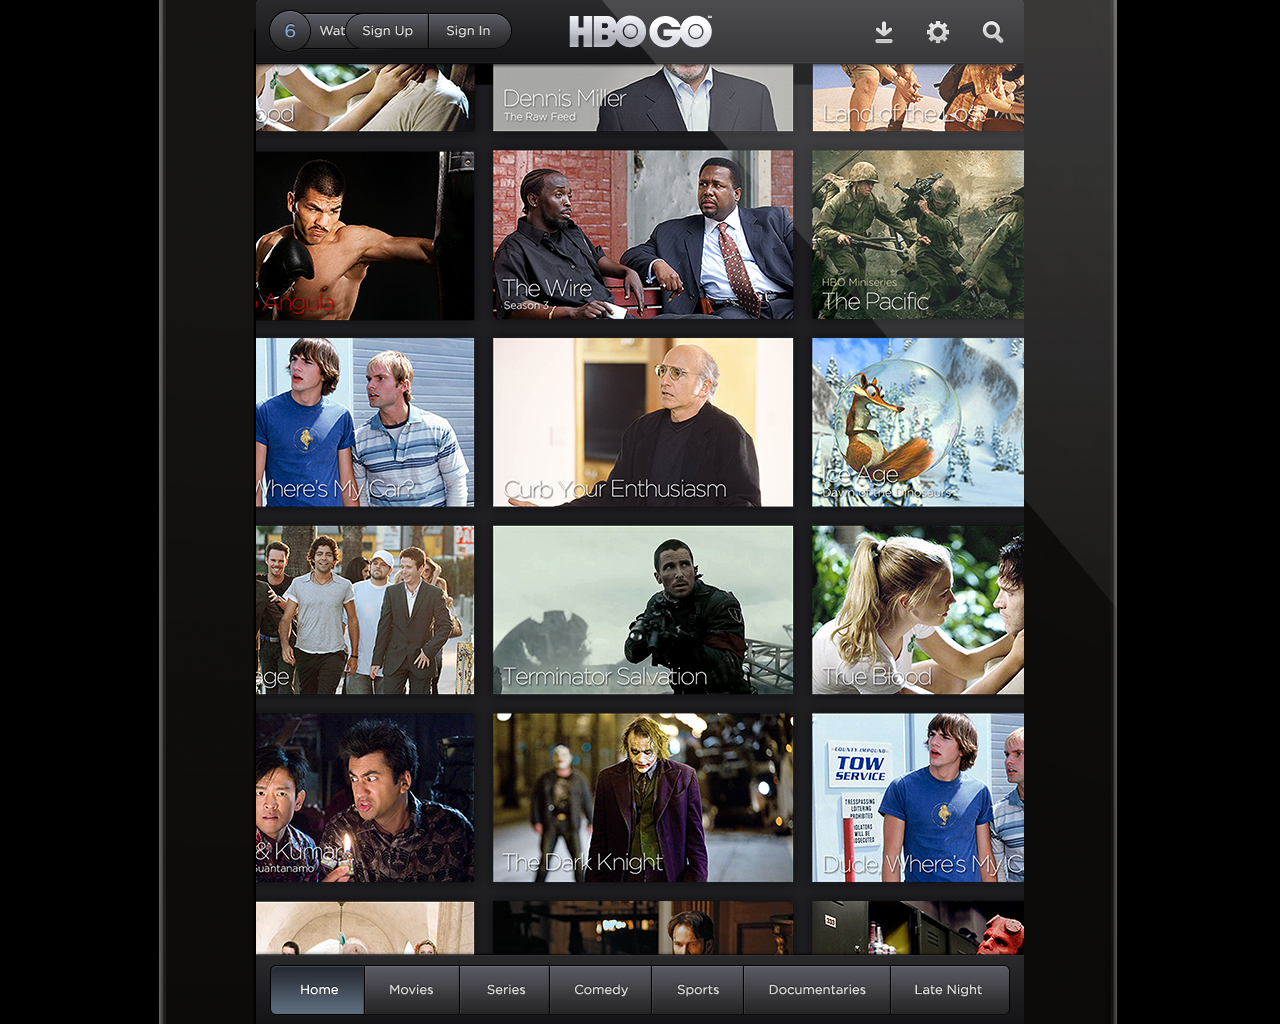 6
Wat
Sign Up
Sign In
HBO GO
ood
Dennis Miller
The Raw Feed
Land of the Lost
Angula
The Wire
Season 3
HBO Miniseries
The Pacific
Where's My Car?
Curb Your Enthusiasm
Ice Age
Dawn of the Dinosaurs
age
Terminator Salvation
True Blood
& Kumar
Guantanamo
The Dark Knight
COUNTY IMPOUND
TOW
SERVICE
TRESPASSING
LOITERING
PROHIBITED
VIOLATORS
WILL BE
PROSECUTED
Dude, Where's My C
333
Home
Movies
Series
Comedy
Sports
Documentaries
Late Night